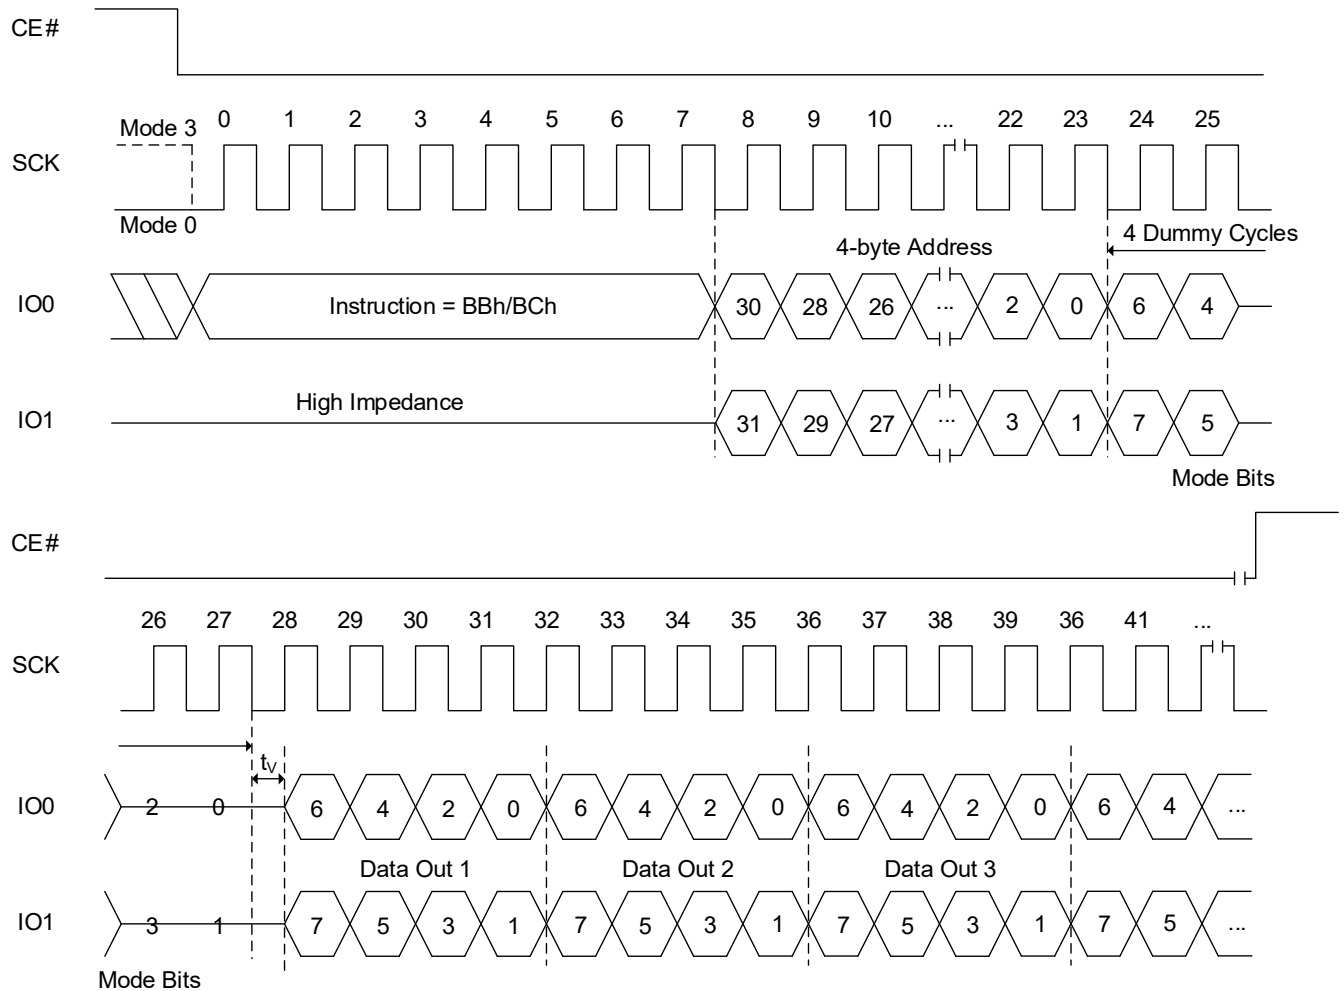 CE#
0 1 2 3 4 5 6 7 8 9 10 ... 22 23 24 25
Mode 3
SCK
Mode 0
4 Dummy Cycles
4-byte Address
IO0 Instruction = BBh/BCh 30 28 26 ... 2 0 6 4
High Impedance
IO1 31 29 27 ... 3 1 7 5
Mode Bits
CE#
26 27 28 29 30 31 32 33 34 35 36 37 38 39 36 41 ...
SCK
tV
IO0 2 0 6 4 2 0 6 4 2 0 6 4 2 0 6 4 ...
Data Out 1 Data Out 2 Data Out 3
IO1 3 1 7 5 3 1 7 5 3 1 7 5 3 1 7 5 ...
Mode Bits